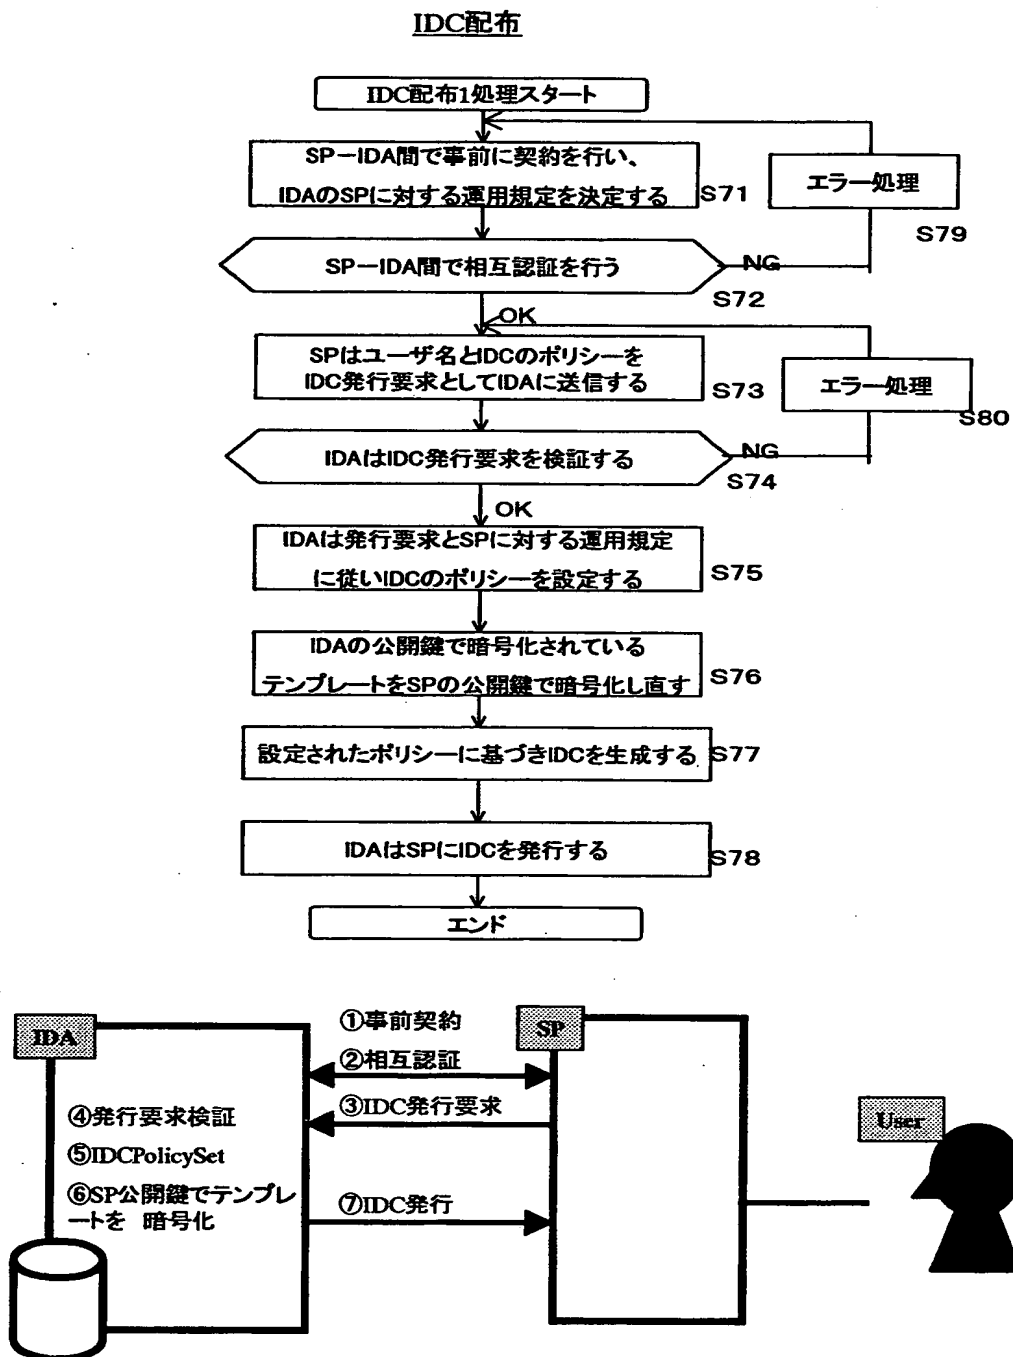 IDC配布
IDC配布1処理スタート
SP－IDA間で事前に契約を行い、
IDAのSPに対する運用規定を決定する
S71
エラー処理
S79
SP－IDA間で相互認証を行う
NG
S72
OK
SPはユーザ名とIDCのポリシーを
IDC発行要求としてIDAに送信する
S73
エラー処理
S80
IDAはIDC発行要求を検証する
NG
S74
OK
IDAは発行要求とSPに対する運用規定
に従いIDCのポリシーを設定する
S75
IDAの公開鍵で暗号化されている
テンプレートをSPの公開鍵で暗号化し直す
S76
設定されたポリシーに基づきIDCを生成する
S77
IDAはSPにIDCを発行する
S78
エンド
IDA
①事前契約
SP
②相互認証
③IDC発行要求
④発行要求検証
User
⑤IDCPolicySet
⑥SP公開鍵でテンプレ
ートを 暗号化
⑦IDC発行